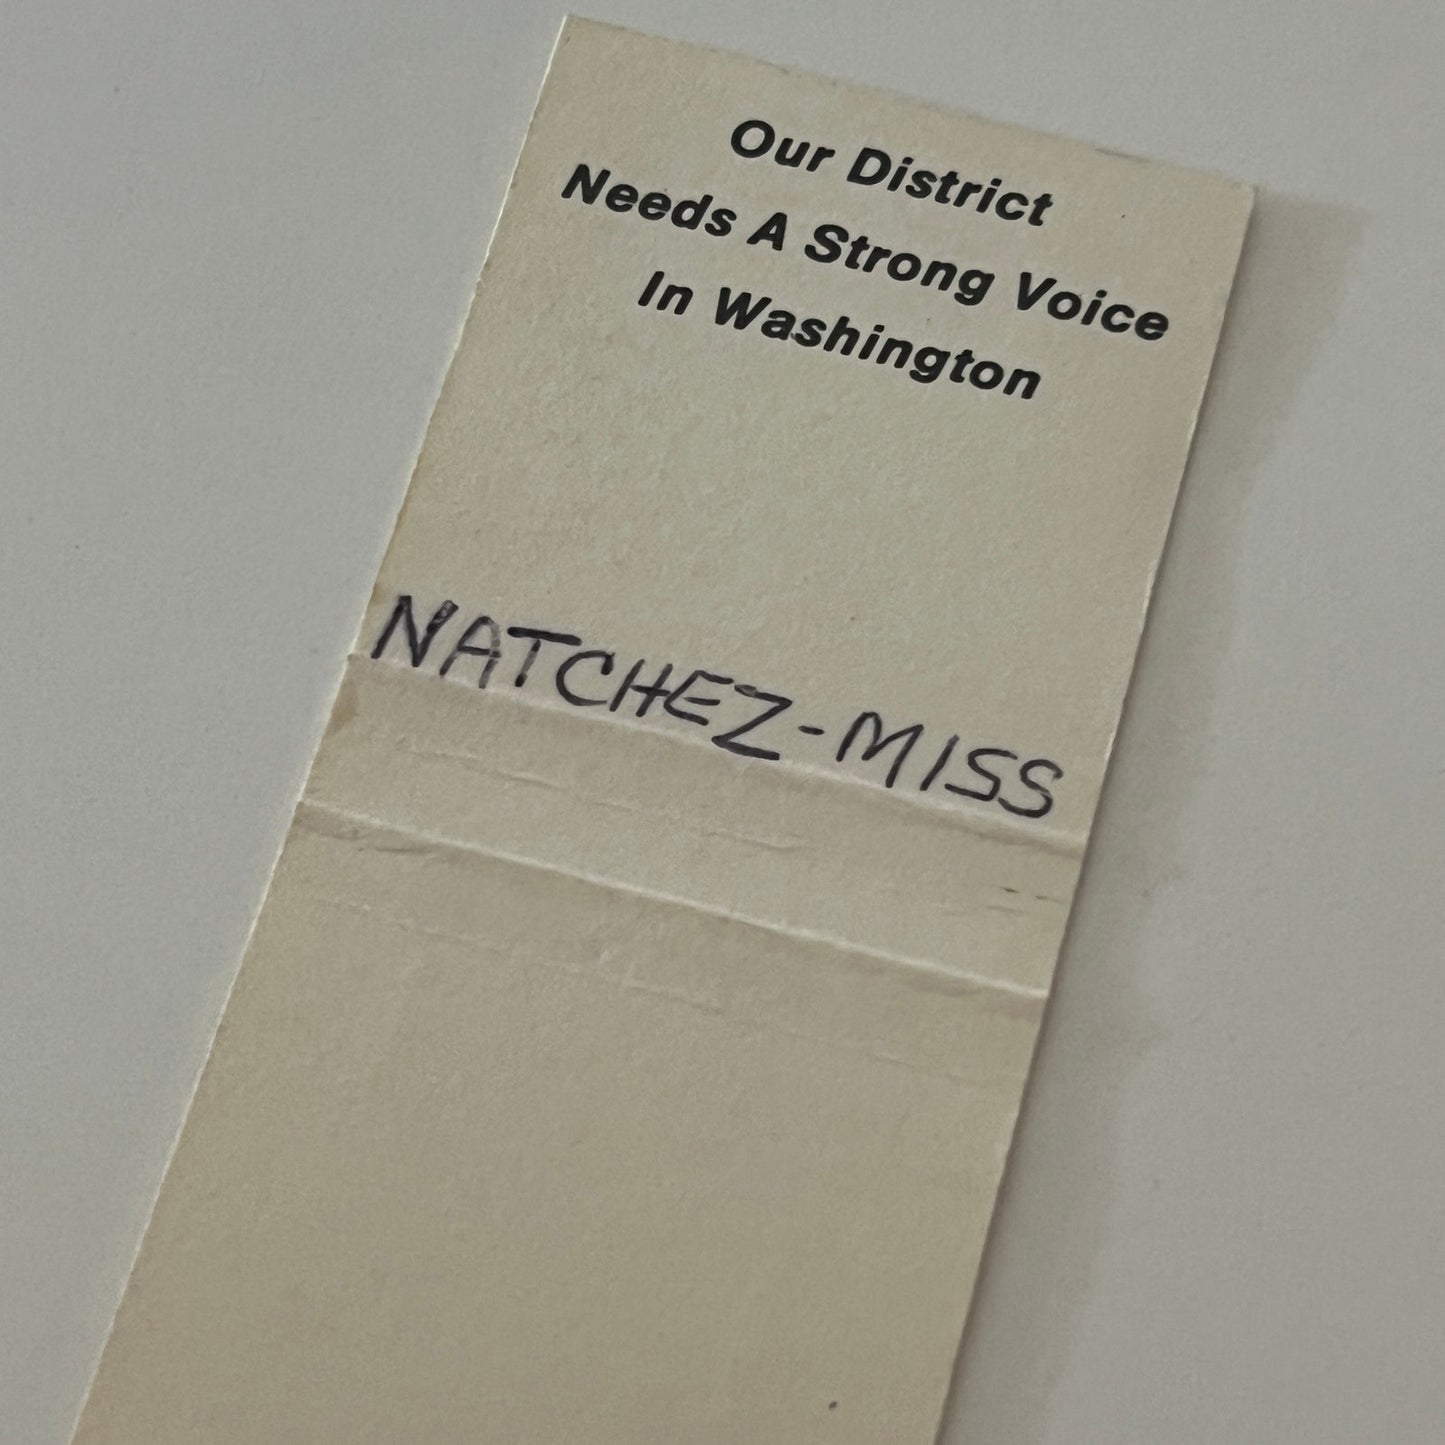 Our District
Needs A Strong Voice
In Washington
NATCHEZ-MISS